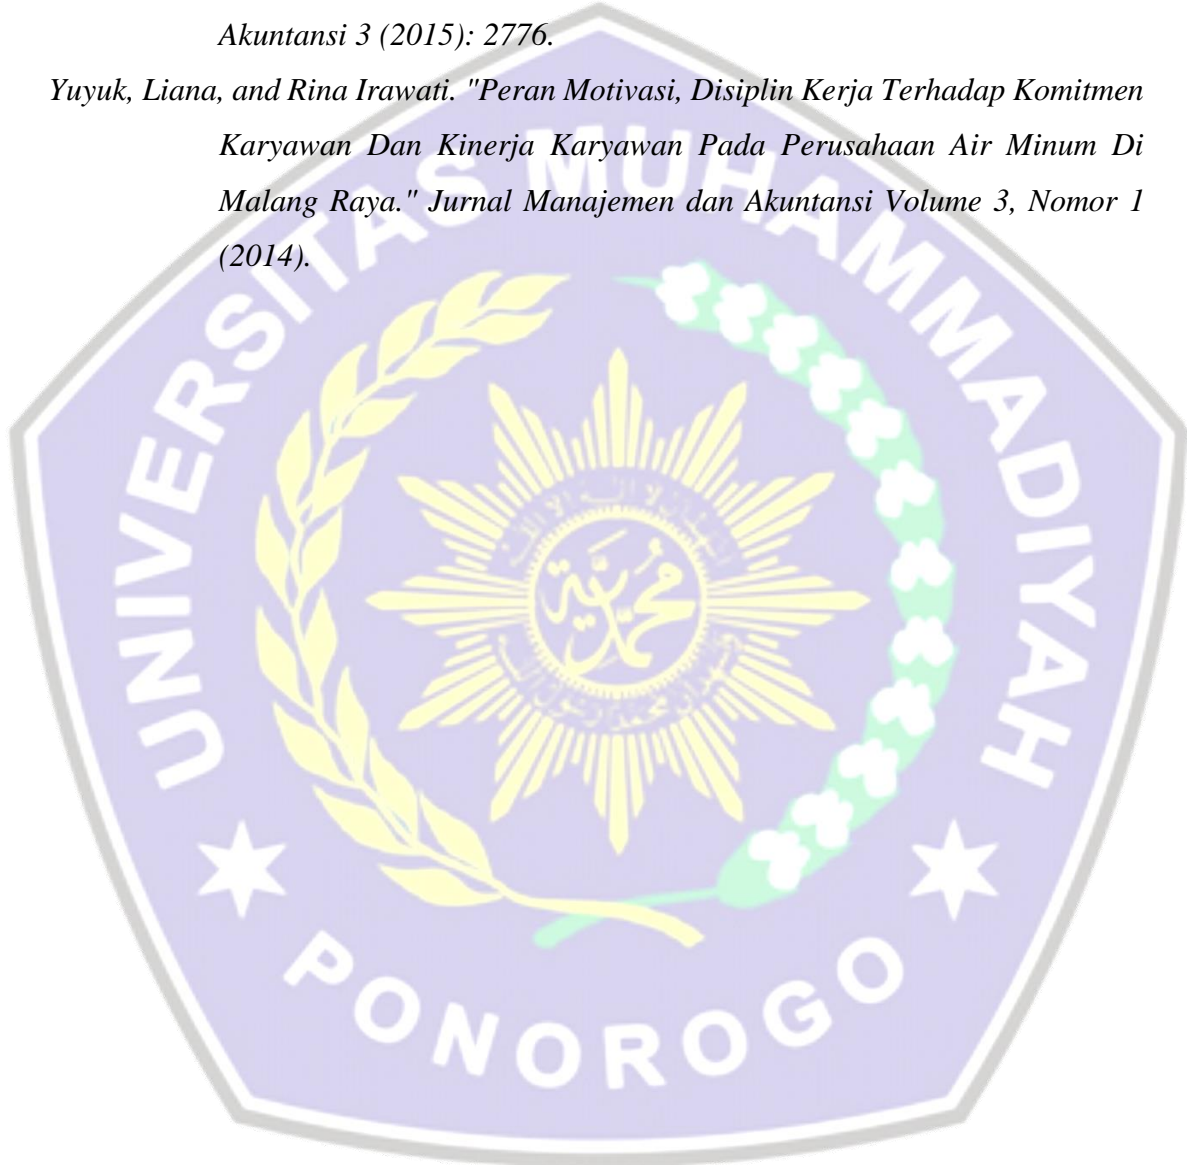 Akuntansi 3 (2015): 2776.
Yuyuk, Liana, and Rina Irawati. "Peran Motivasi, Disiplin Kerja Terhadap Komitmen
Karyawan Dan Kinerja Karyawan Pada Perusahaan Air Minum Di
Malang Raya." Jurnal Manajemen dan Akuntansi Volume 3, Nomor 1
(2014).
UNIVERSITAS MUHAMMADIYAH
محمدية
PONOROGO